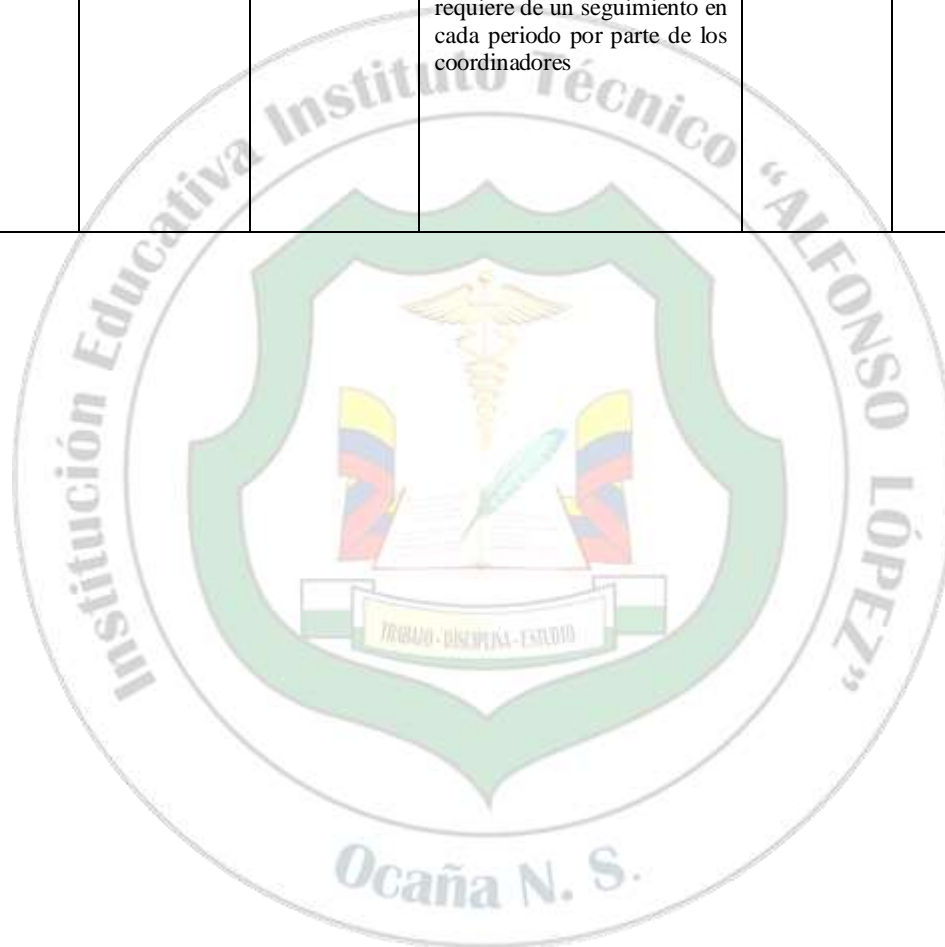 requiere de un seguimiento en
cada periodo por parte de los
coordinadores
Institución Educativa Instituto Técnico “ALFONSO LÓPEZ”
TRABAJO - DISCIPLINA - ESTUDIO
Ocaña N. S.